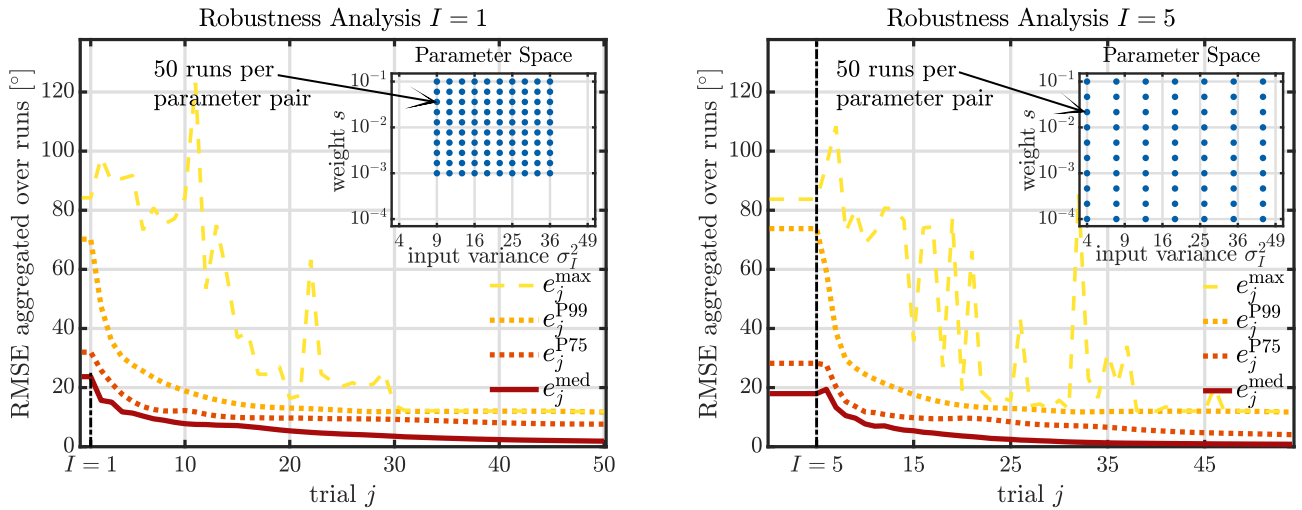 Robustness Analysis I = 1
RMSE aggregated over runs [°]
120
100
80
60
40
20
0
I = 1
10
20
30
40
50
trial j
50 runs per
parameter pair
Parameter Space
weight s
10⁻¹
10⁻²
10⁻³
10⁻⁴
4
9
16
25
36
49
input variance σ_I^2
e_j^max
e_j^P99
e_j^P75
e_j^med
Robustness Analysis I = 5
RMSE aggregated over runs [°]
120
100
80
60
40
20
0
I = 5
15
25
35
45
trial j
50 runs per
parameter pair
Parameter Space
weight s
10⁻¹
10⁻²
10⁻³
10⁻⁴
4
9
16
25
36
49
input variance σ_I^2
e_j^max
e_j^P99
e_j^P75
e_j^med